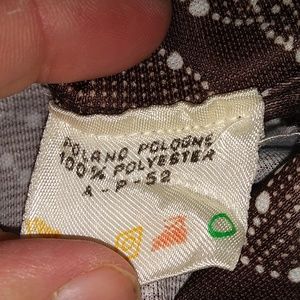 POLAND POLOGNE
100% POLYESTER
A-P-52